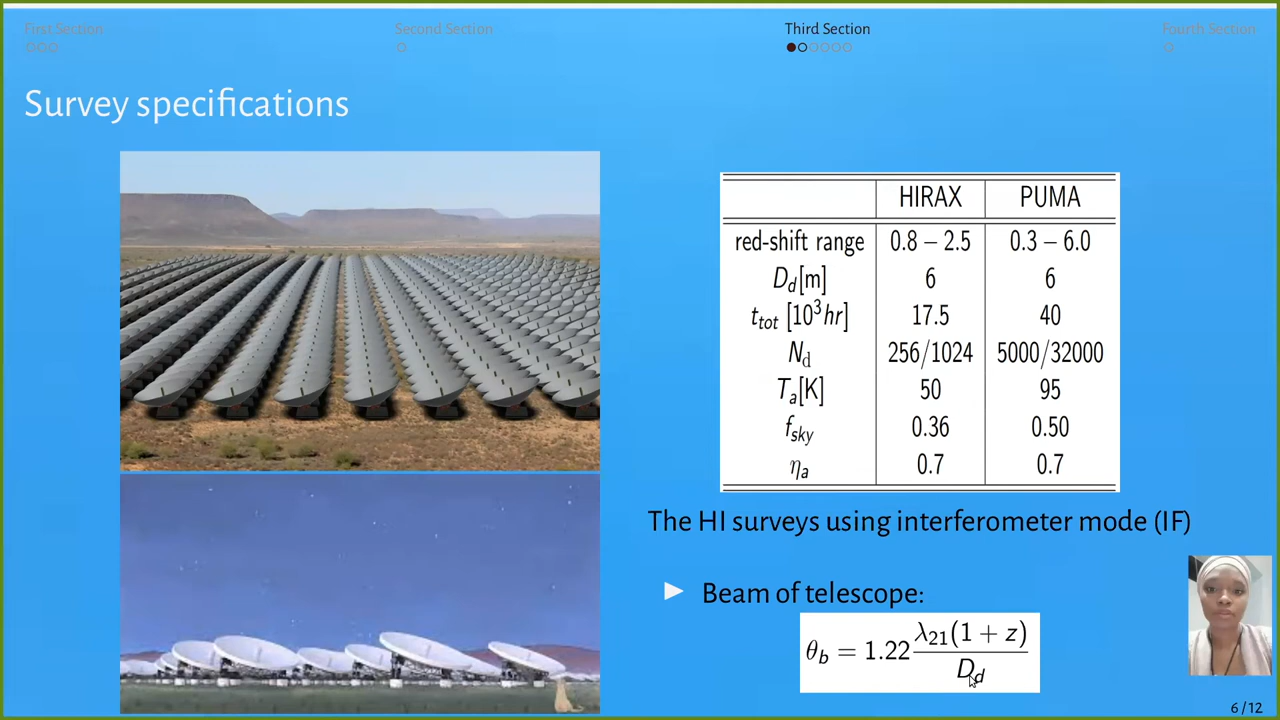 First Section
Second Section
Third Section
Fourth Section
Survey specifications
HIRAX PUMA
red-shift range 0.8 − 2.5 0.3 − 6.0
D_d[m] 6 6
t_tot [10^3hr] 17.5 40
N_d 256/1024 5000/32000
T_a[K] 50 95
f_sky 0.36 0.50
η_a 0.7 0.7
The HI surveys using interferometer mode (IF)
Beam of telescope:
θ_b = 1.22 λ_21(1 + z) / D_d
6/12